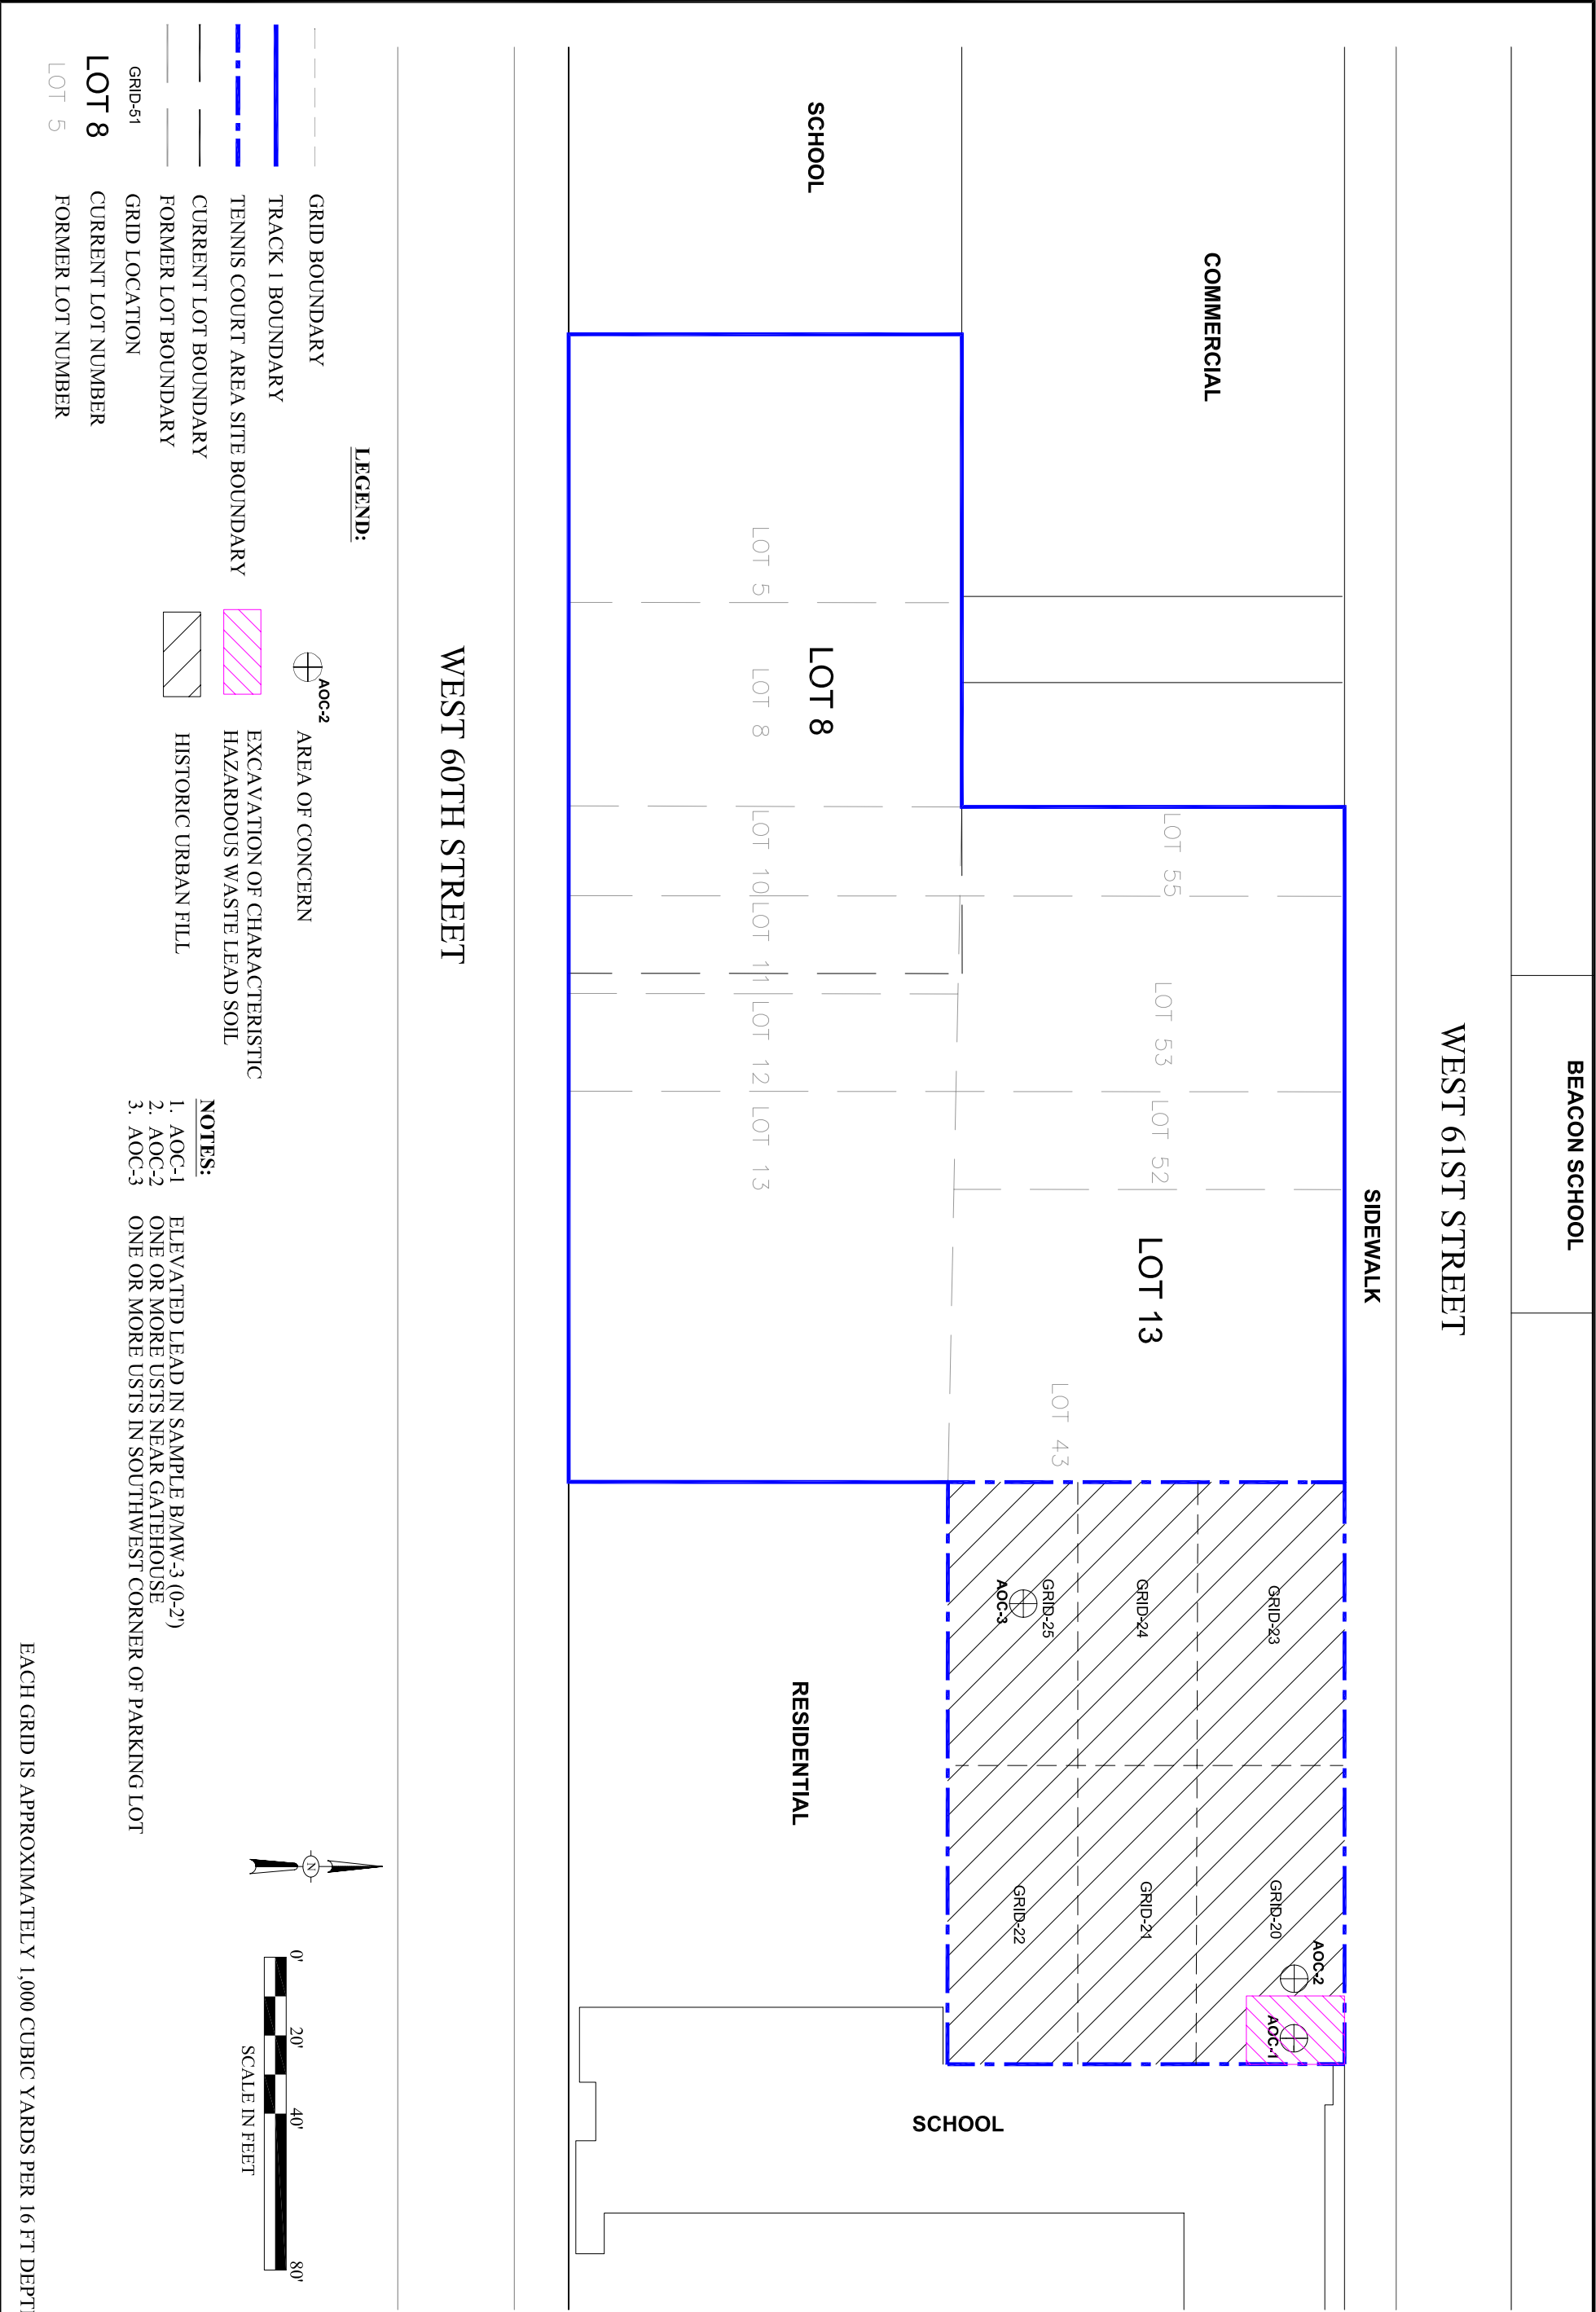 BEACON SCHOOL
WEST 61ST STREET
SIDEWALK
COMMERCIAL
LOT 55
LOT 53
LOT 52
LOT 13
LOT 43
GRID-23
GRID-24
GRID-25
AOC-3
GRID-20
GRID-21
GRID-22
AOC-2
AOC-1
SCHOOL
LOT 8
LOT 5
LOT 8
LOT 10
LOT 11
LOT 12
LOT 13
RESIDENTIAL
SCHOOL
WEST 60TH STREET
LEGEND:
GRID BOUNDARY
TRACK 1 BOUNDARY
TENNIS COURT AREA SITE BOUNDARY
CURRENT LOT BOUNDARY
FORMER LOT BOUNDARY
GRID-51 GRID LOCATION
LOT 8 CURRENT LOT NUMBER
LOT 5 FORMER LOT NUMBER
AOC-2
AREA OF CONCERN
EXCAVATION OF CHARACTERISTIC
HAZARDOUS WASTE LEAD SOIL
HISTORIC URBAN FILL
NOTES:
1. AOC-1 ELEVATED LEAD IN SAMPLE B/MW-3 (0-2')
2. AOC-2 ONE OR MORE USTS NEAR GATEHOUSE
3. AOC-3 ONE OR MORE USTS IN SOUTHWEST CORNER OF PARKING LOT
N
0' 20' 40' 80'
SCALE IN FEET
EACH GRID IS APPROXIMATELY 1,000 CUBIC YARDS PER 16 FT DEPT